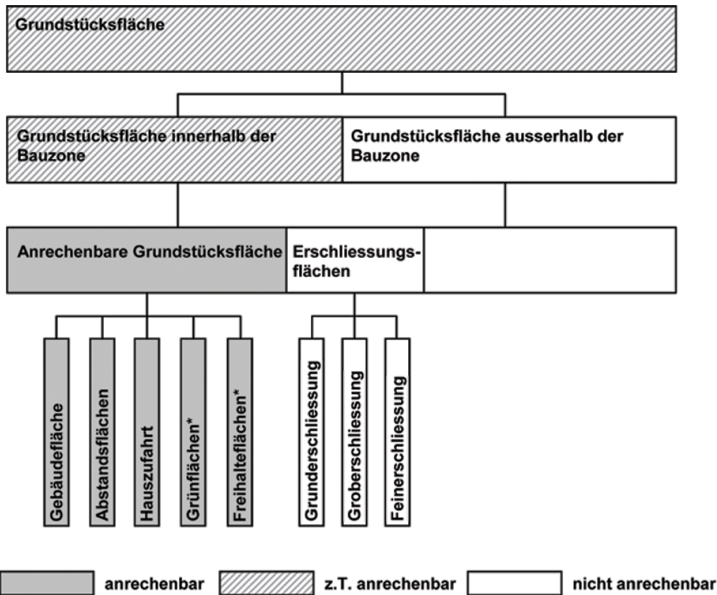 Grundstücksfläche
Grundstücksfläche innerhalb der
Bauzone
Grundstücksfläche ausserhalb der
Bauzone
Anrechenbare Grundstücksfläche
Erschliessungs-
flächen
Gebäudefläche
Abstandsflächen
Hauszufahrt
Grünflächen*
Freihalteflächen*
Grunderschliessung
Groberschliessung
Feinerschliessung
anrechenbar
z.T. anrechenbar
nicht anrechenbar